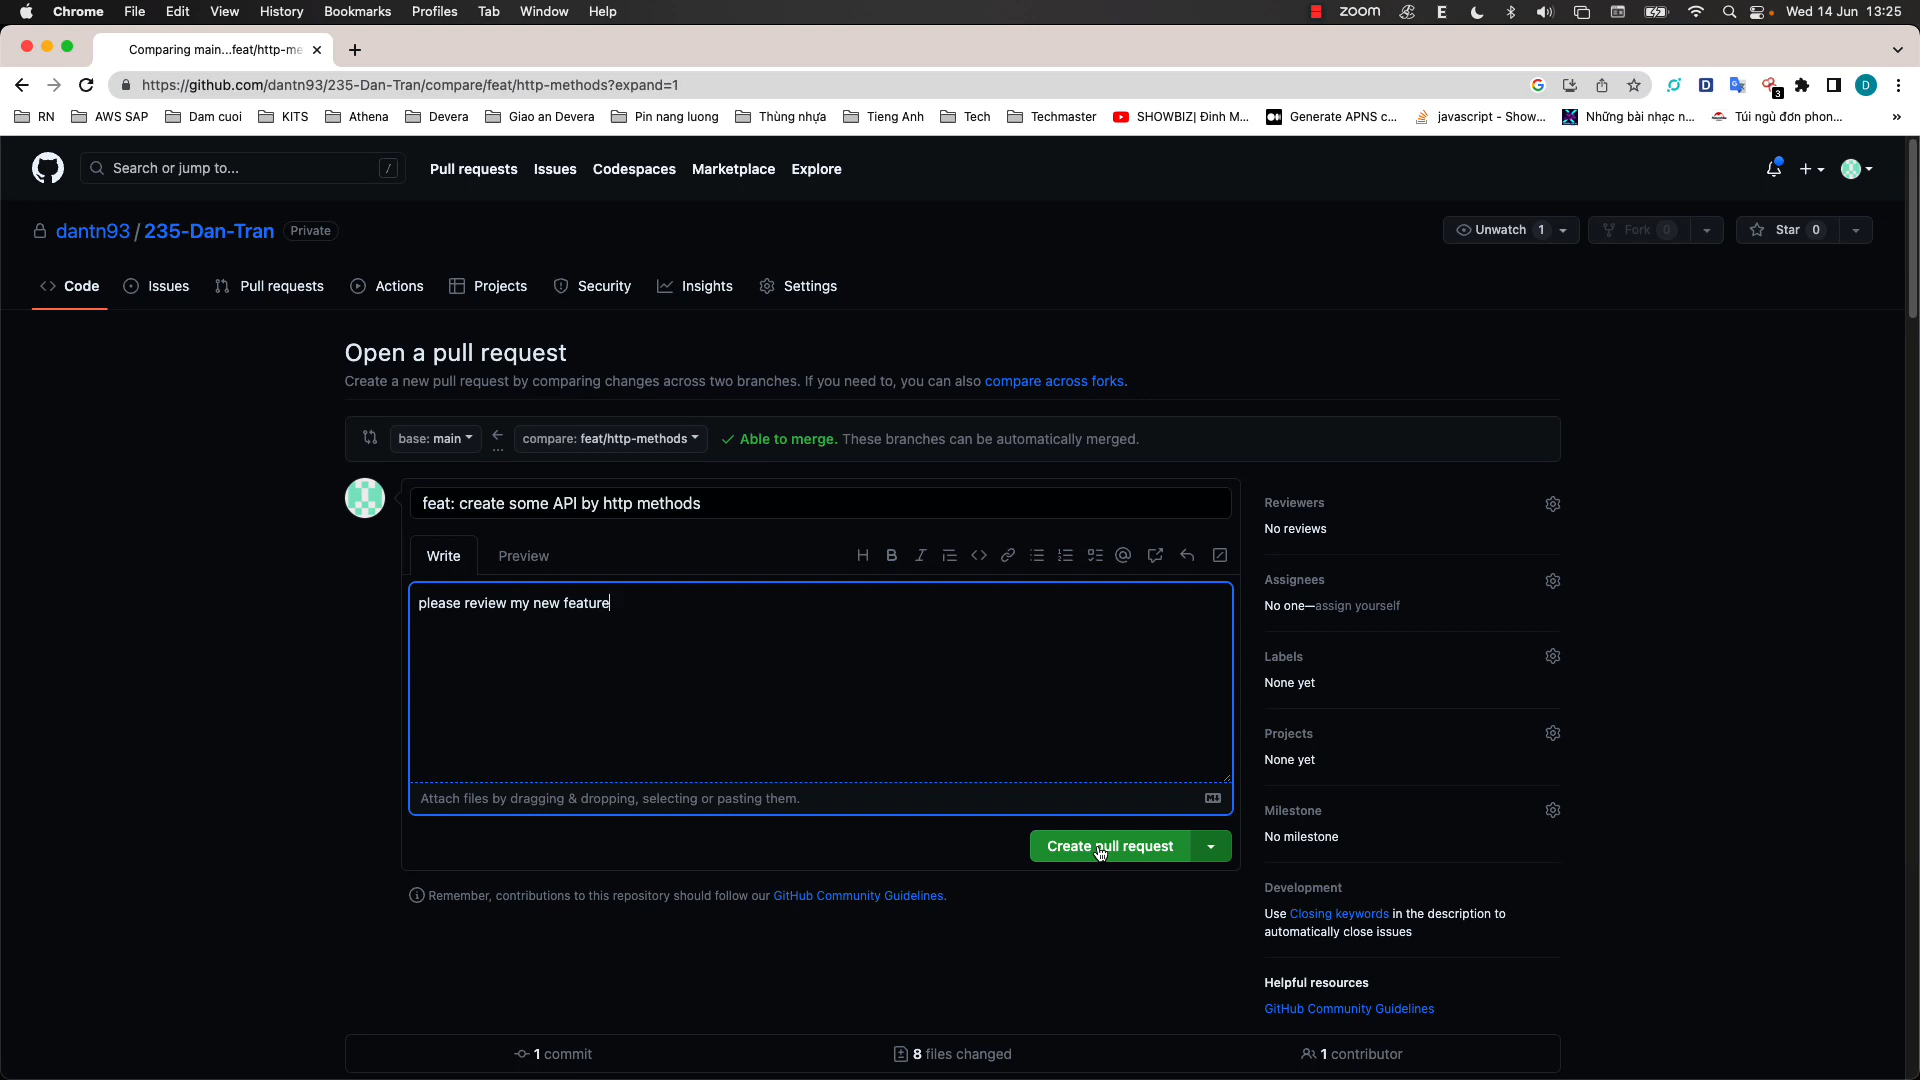 Chrome File Edit View History Bookmarks Profiles Tab Window Help zoom E Wed 14 Jun 13:25
Comparing main...feat/http-me
https://github.com/dantn93/235-Dan-Tran/compare/feat/http-methods?expand=1 D 3 D
RN AWS SAP Dam cuoi KITS Athena Devera Giao an Devera Pin nang luong Thùng nhựa Tieng Anh Tech Techmaster SHOWBIZ| Đinh M... Generate APNS c... javascript - Show... Những bài nhạc n... Túi ngủ đơn phon... »
Search or jump to... / Pull requests Issues Codespaces Marketplace Explore
dantn93 / 235-Dan-Tran Private Unwatch 1 Fork 0 Star 0
Code Issues Pull requests Actions Projects Security Insights Settings
Open a pull request
Create a new pull request by comparing changes across two branches. If you need to, you can also compare across forks.
base: main ... compare: feat/http-methods Able to merge. These branches can be automatically merged.
feat: create some API by http methods
Write Preview H B I
please review my new feature
Attach files by dragging & dropping, selecting or pasting them.
Create pull request
Remember, contributions to this repository should follow our GitHub Community Guidelines.
Reviewers
No reviews
Assignees
No one—assign yourself
Labels
None yet
Projects
None yet
Milestone
No milestone
Development
Use Closing keywords in the description to
automatically close issues
Helpful resources
GitHub Community Guidelines
1 commit 8 files changed 1 contributor